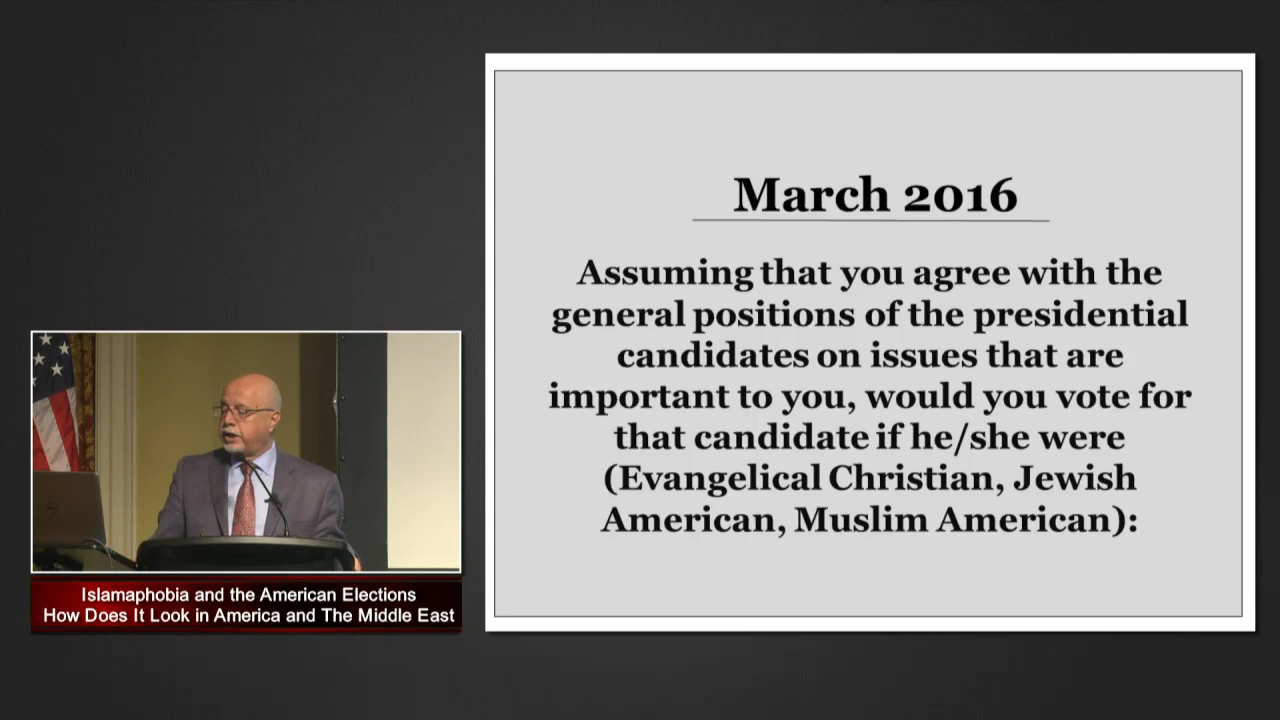 March 2016
Assuming that you agree with the
general positions of the presidential
candidates on issues that are
important to you, would you vote for
that candidate if he/she were
(Evangelical Christian, Jewish
American, Muslim American):
Islamaphobia and the American Elections
How Does It Look in America and The Middle East